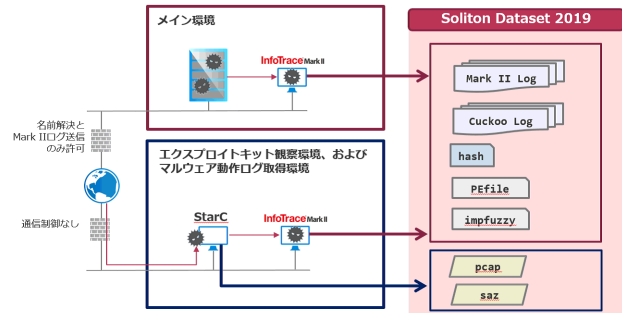 メイン環境
InfoTrace Mark II
名前解決と
Mark IIログ送信
のみ許可
通信制御なし
エクスプロイトキット観察環境、および
マルウェア動作ログ取得環境
StarC
InfoTrace Mark II
Soliton Dataset 2019
Mark II Log
Cuckoo Log
hash
PEfile
impfuzzy
pcap
saz